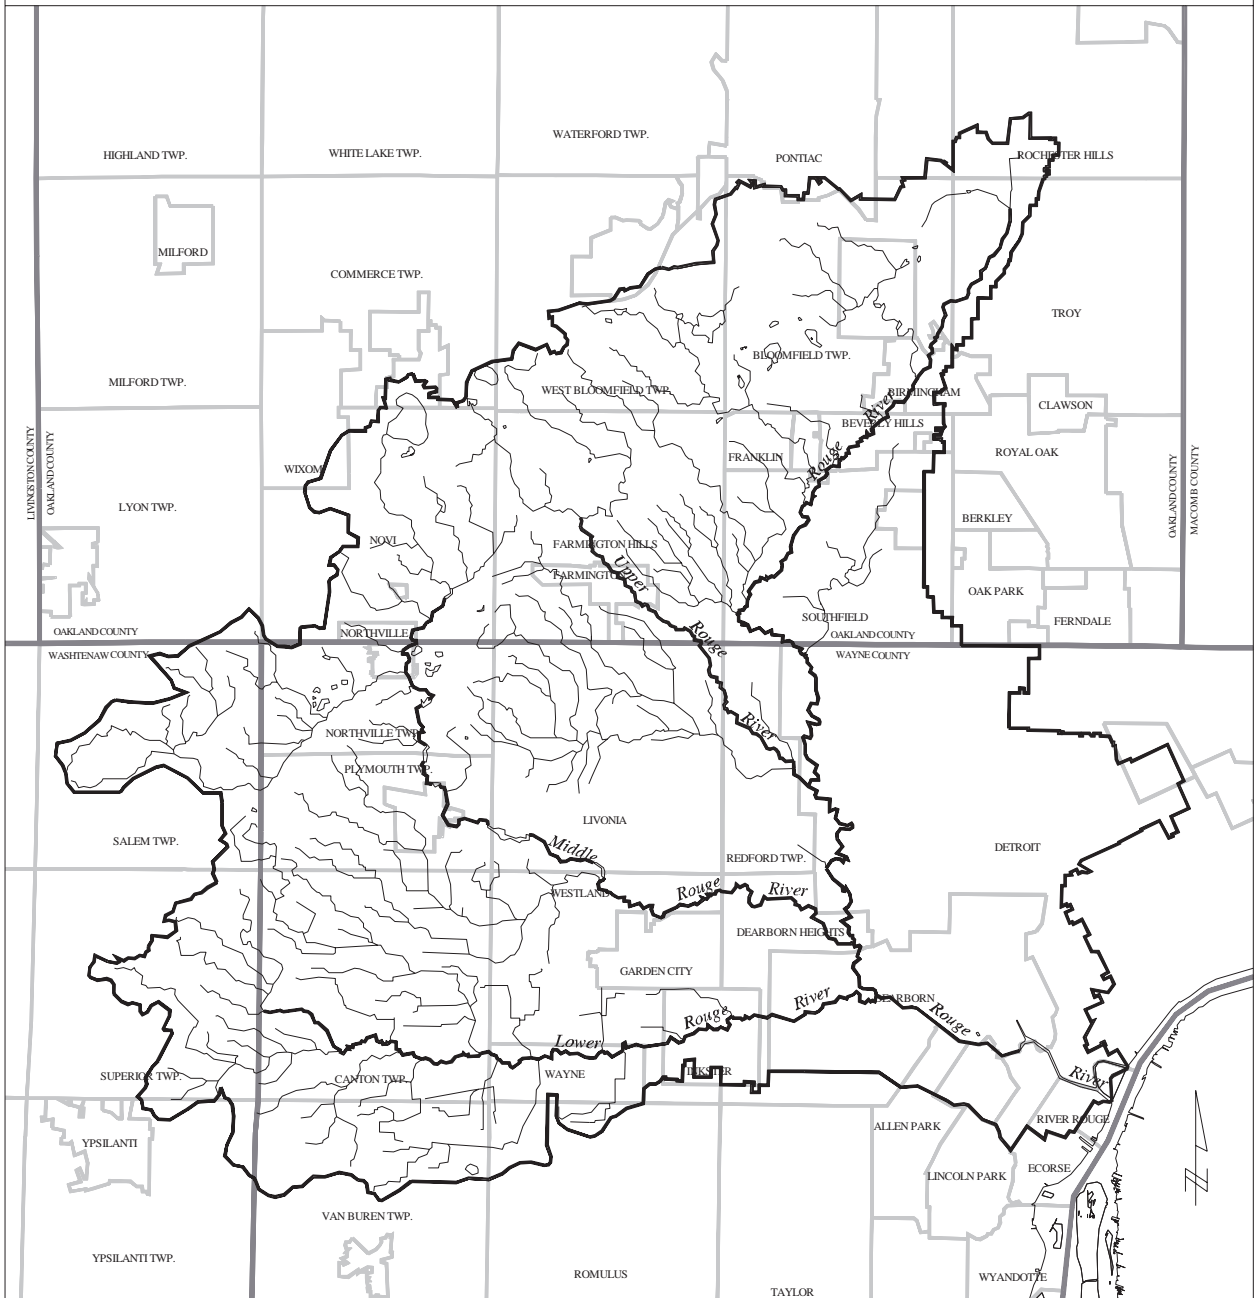 WATERFORD TWP.
HIGHLAND TWP.
WHITE LAKE TWP.
PONTIAC
ROCHESTER HILLS
MILFORD
COMMERCE TWP.
TROY
BLOOMFIELD TWP.
MILFORD TWP.
WEST BLOOMFIELD TWP.
BIRMINGHAM
CLAWSON
BEVERLY HILLS
River
Rouge
FRANKLIN
ROYAL OAK
WIXOM
LIVINGSTON COUNTY
OAKLAND COUNTY
OAKLAND COUNTY
MACOMB COUNTY
LYON TWP.
BERKLEY
NOVI
FARMINGTON HILLS
FARMINGTON
Upper
OAK PARK
SOUTHFIELD
FERNDALE
OAKLAND COUNTY
NORTHVILLE
Rouge
OAKLAND COUNTY
WASHTENAW COUNTY
WAYNE COUNTY
River
NORTHVILLE TWP.
PLYMOUTH TWP.
LIVONIA
SALEM TWP.
Middle
REDFORD TWP.
DETROIT
WESTLAND
Rouge
River
DEARBORN HEIGHTS
GARDEN CITY
River
DEARBORN
Rouge
Rouge
Lower
SUPERIOR TWP.
CANTON TWP.
WAYNE
INKSTER
River
RIVER ROUGE
ALLEN PARK
YPSILANTI
ECORSE
LINCOLN PARK
VAN BUREN TWP.
YPSILANTI TWP.
ROMULUS
WYANDOTTE
TAYLOR